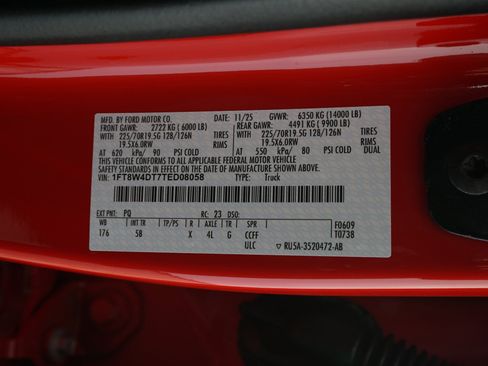 MFD. BY FORD MOTOR CO. DATE: 11/25 GVWR: 6350 KG (14000 LB)
FRONT GAWR: 2722 KG (6000 LB) REAR GAWR: 4491 KG (9900 LB)
WITH 225/70R19.5G 128/126N TIRES WITH 225/70R19.5G 128/126N TIRES
19.5X6.0RW RIMS 19.5X6.0RW RIMS
AT 620 kPa/ 90 PSI COLD AT 550 kPa/ 80 PSI COLD DUAL
THIS VEHICLE CONFORMS TO ALL APPLICABLE FEDERAL MOTOR VEHICLE
SAFETY STANDARDS IN EFFECT ON THE DATE OF MANUFACTURE SHOWN ABOVE.
VIN: 1FT8W4DT7TED08058 TYPE: Truck
EXT PNT: PQ RC: 23 DSO:
WB INT TR TP/PS R AXLE TR SPR F0609
176 5B X 4L G CCFF T0738
ULC RU5A-3520472-AB